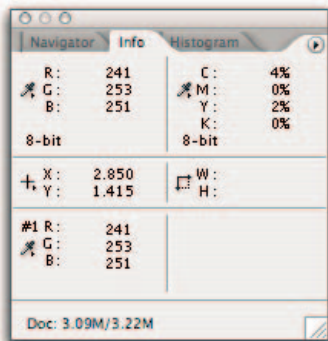 Navigator Info Histogram
R: 241 C: 4%
G: 253 M: 0%
B: 251 Y: 2%
K: 0%
8-bit 8-bit
X: 2.850 W:
Y: 1.415 H:
#1 R: 241
G: 253
B: 251
Doc: 3.09M/3.22M